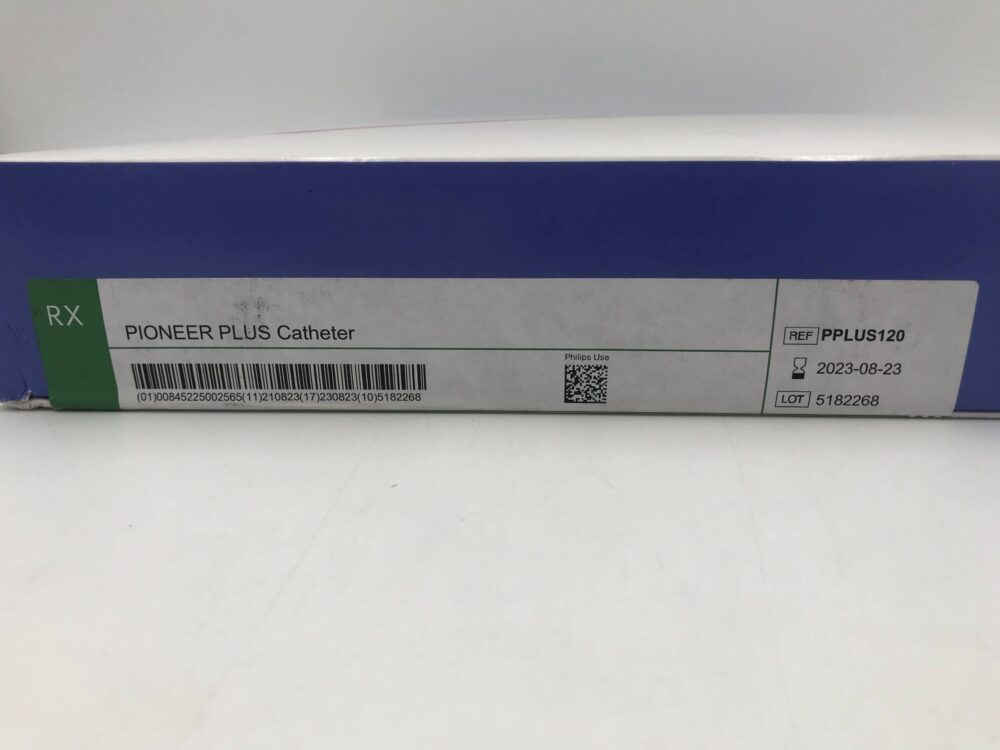 RX
PIONEER PLUS Catheter
(01)00845225002565(11)210823(17)230823(10)5182268
Philips Use
REF PPLUS120
2023-08-23
LOT 5182268